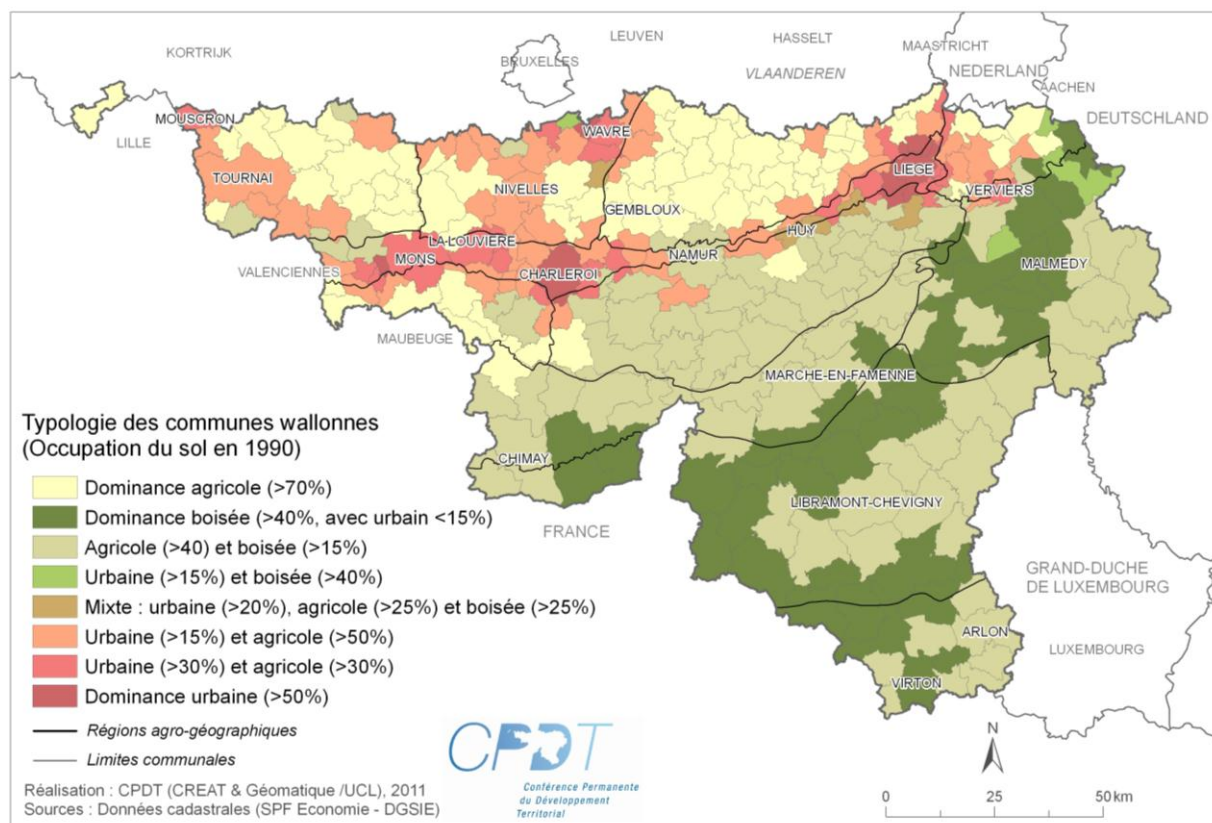 LEUVEN
HASSELT
MAASTRICHT
KORTRIJK
BRUXELLES
VLAANDEREN
NEDERLAND
AACHEN
DEUTSCHLAND
MOUSCRON
WAVRE
LILLE
LIEGE
TOURNAI
NIVELLES
VERVIERS
GEMBLOUX
HUY
LA-LOUVIÈRE
NAMUR
MONS
VALENCIENNES
CHARLEROI
MALMÉDY
MAUBEUGE
MARCHE-EN-FAMENNE
CHIMAY
LIBRAMONT-CHEVIGNY
FRANCE
GRAND-DUCHE
DE LUXEMBOURG
ARLON
LUXEMBOURG
VIRTON
Typologie des communes wallonnes
(Occupation du sol en 1990)
Dominance agricole (>70%)
Dominance boisée (>40%, avec urbain <15%)
Agricole (>40) et boisée (>15%)
Urbaine (>15%) et boisée (>40%)
Mixte : urbaine (>20%), agricole (>25%) et boisée (>25%)
Urbaine (>15%) et agricole (>50%)
Urbaine (>30%) et agricole (>30%)
Dominance urbaine (>50%)
Régions agro-géographiques
Limites communales
Réalisation : CPDT (CREAT & Géomatique /UCL), 2011
Sources : Données cadastrales (SPF Economie - DGSIE)
CPDT
Conférence Permanente
du Développement
Territorial
N
0 25 50 km